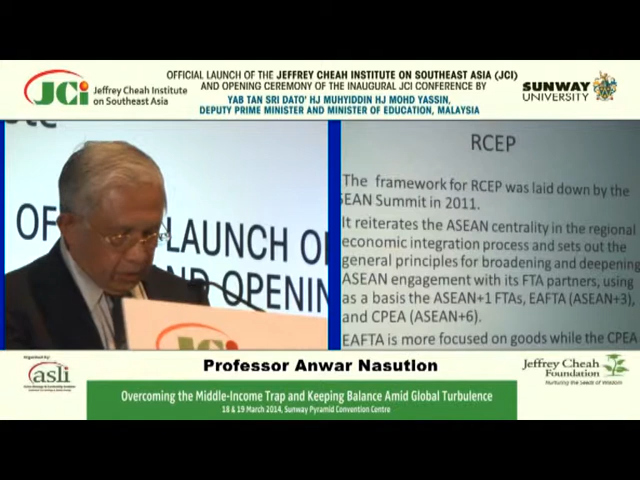 JCi
Jeffrey Cheah Institute
on Southeast Asia
OFFICIAL LAUNCH OF THE JEFFREY CHEAH INSTITUTE ON SOUTHEAST ASIA (JCI)
AND OPENING CEREMONY OF THE INAUGURAL JCI CONFERENCE BY
YAB TAN SRI DATO' HJ MUHYIDDIN HJ MOHD YASSIN,
DEPUTY PRIME MINISTER AND MINISTER OF EDUCATION, MALAYSIA
SUNWAY
UNIVERSITY
OF
LAUNCH OF
ND OPENIN
RCEP
The framework for RCEP was laid down by the
SEAN Summit in 2011.
It reiterates the ASEAN centrality in the regional
economic integration process and sets out the
general principles for broadening and deepening
ASEAN engagement with its FTA partners, using
as a basis the ASEAN+1 FTAs, EAFTA (ASEAN+3),
and CPEA (ASEAN+6).
EAFTA is more focused on goods while the CPEA
Organised by:
asli
Professor Anwar Nasution
Jeffrey Cheah
Foundation
Nurturing the Seeds of Wisdom
Overcoming the Middle-Income Trap and Keeping Balance Amid Global Turbulence
18 & 19 March 2014, Sunway Pyramid Convention Centre